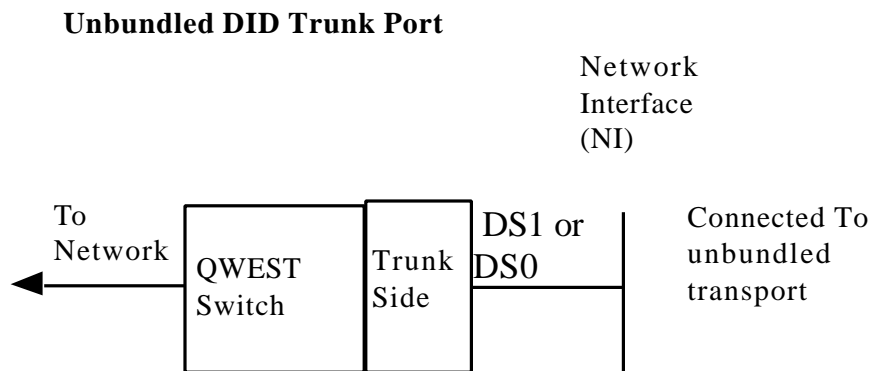 Unbundled DID Trunk Port
Network
Interface
(NI)
To
Network
QWEST
Switch
Trunk
Side
DS1 or
DS0
Connected To
unbundled
transport